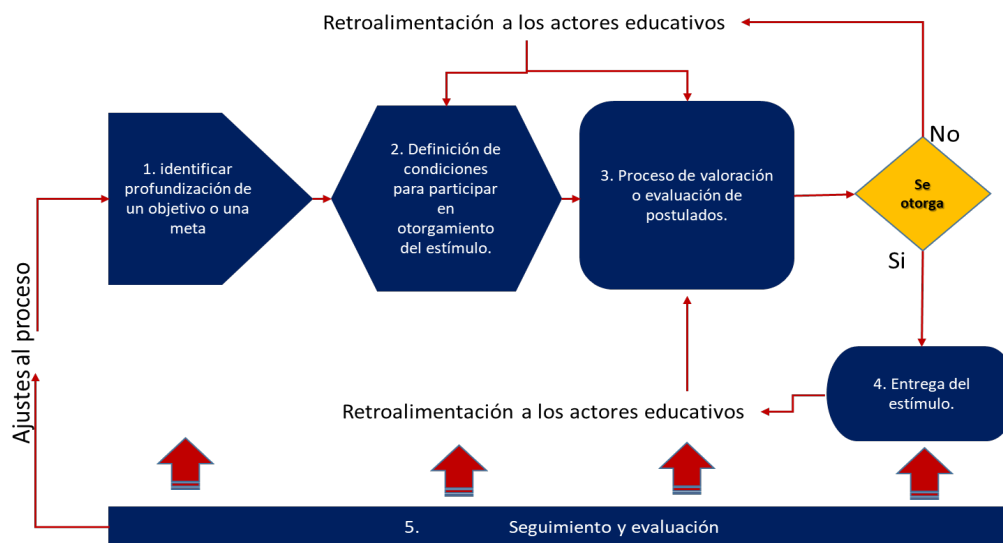 Retroalimentación a los actores educativos
No
1. identificar
profundización de
un objetivo o una
meta
2. Definición de
condiciones
para participar
en
otorgamiento
del estímulo.
3. Proceso de valoración
o evaluación de
postulados.
Se
otorga
Si
Ajustes al proceso
4. Entrega del
estímulo.
Retroalimentación a los actores educativos
5. Seguimiento y evaluación